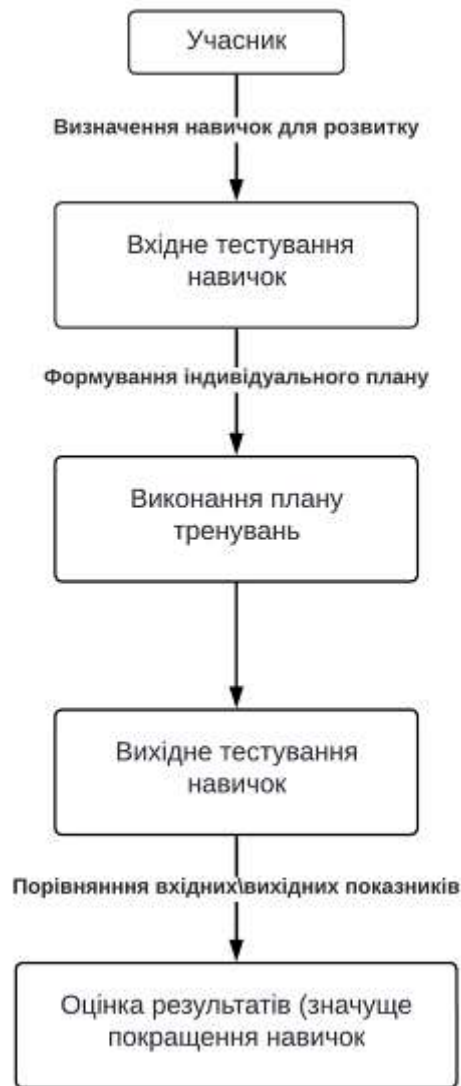 Учасник
Визначення навичок для розвитку
Вхідне тестування
навичок
Формування індивідуального плану
Виконання плану
тренувань
Вихідне тестування
навичок
Порівнянння вхідних\вихідних показників
Оцінка результатів (значуще
покращення навичок